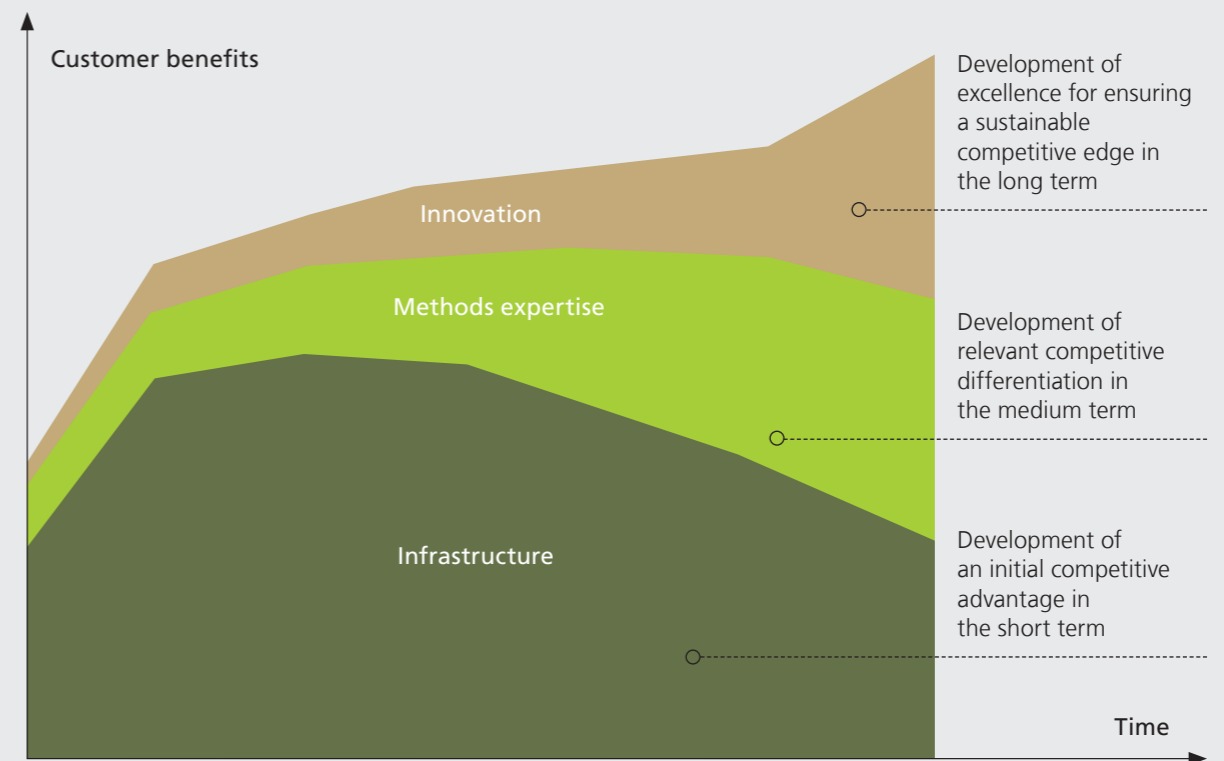 Customer benefits
Development of
excellence for ensuring
a sustainable
competitive edge in
the long term
Innovation
Methods expertise
Development of
relevant competitive
differentiation in
the medium term
Infrastructure
Development of
an initial competitive
advantage in
the short term
Time